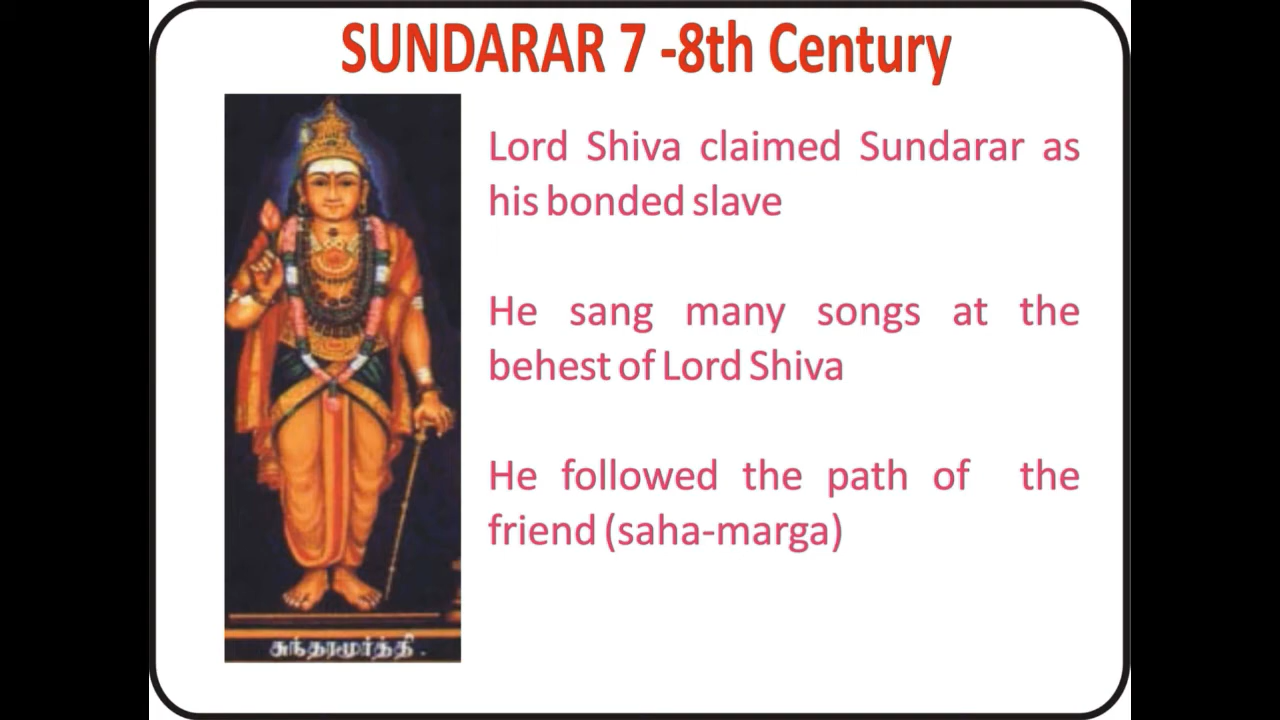 SUNDARAR 7 -8th Century
Lord Shiva claimed Sundarar as
his bonded slave
He sang many songs at the
behest of Lord Shiva
He followed the path of the
friend (saha-marga)
சுந்தரமூர்த்தி .